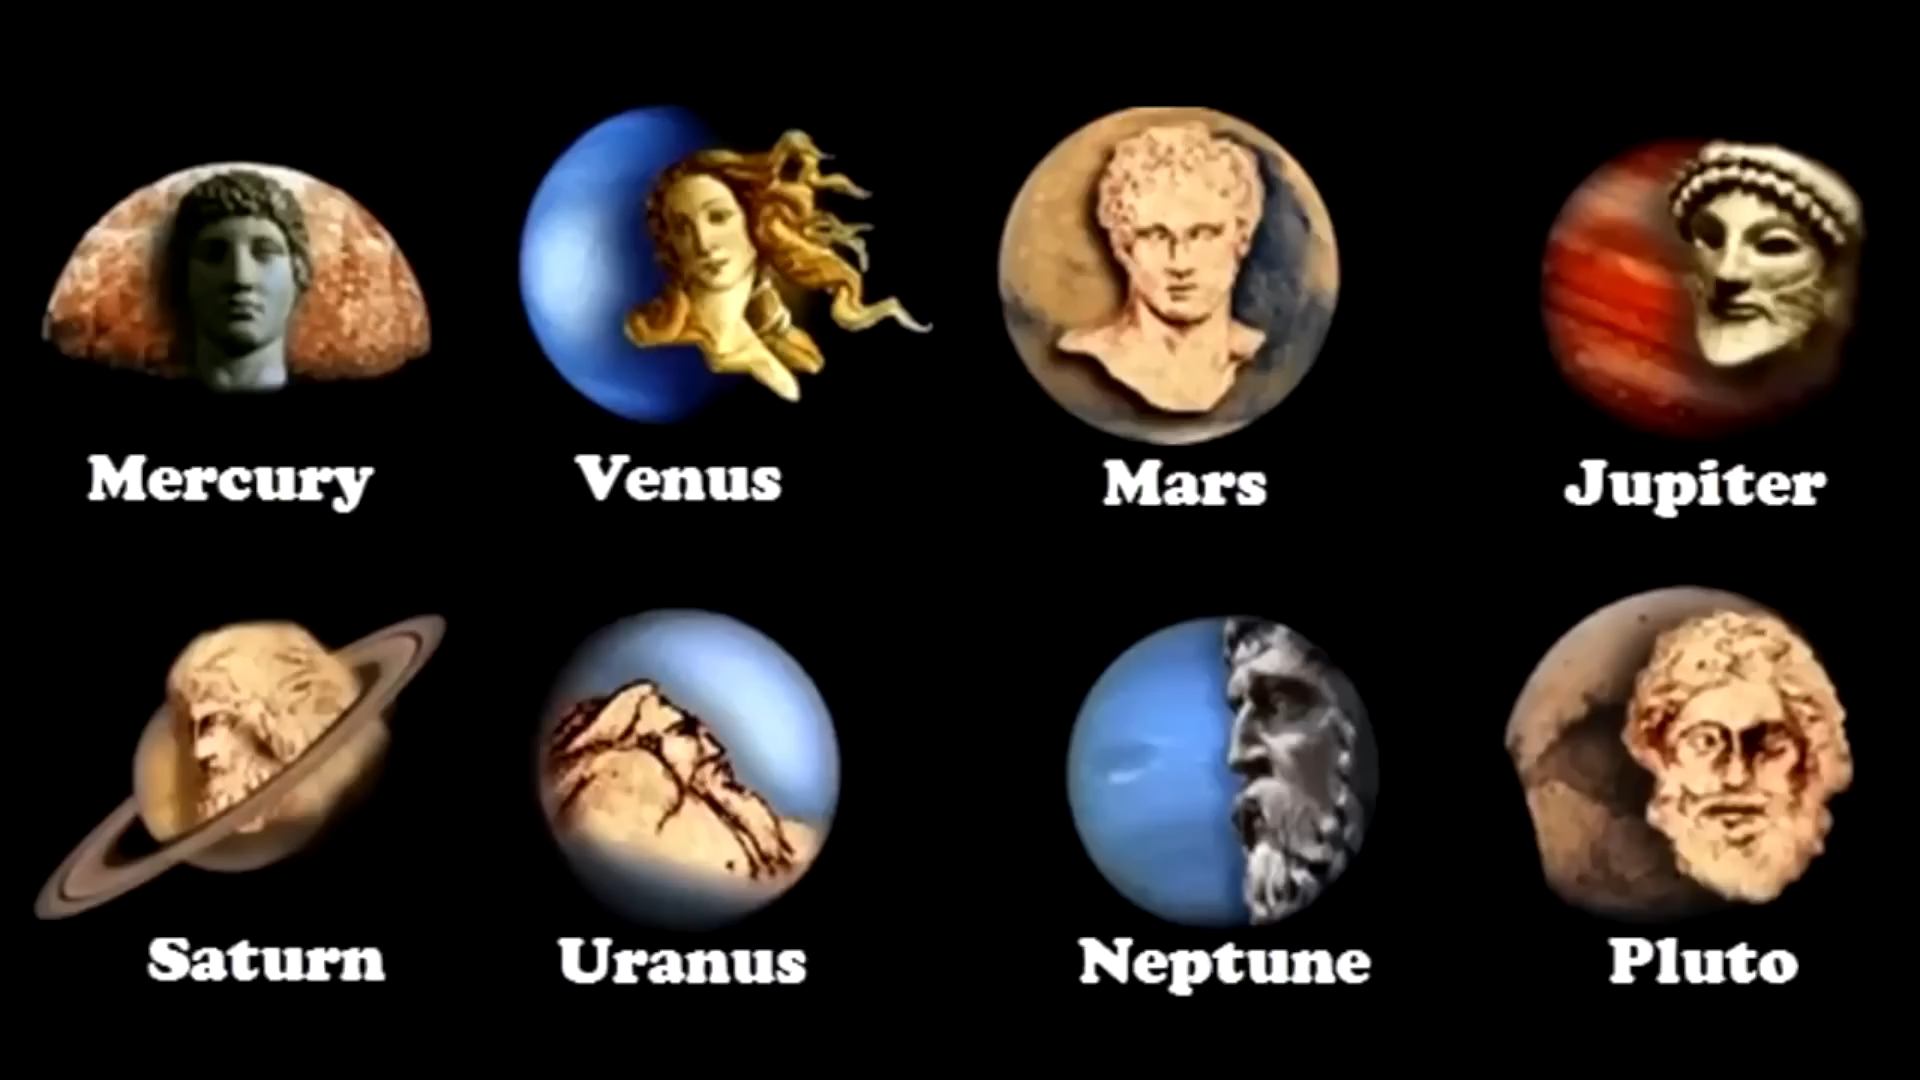 Mercury
Venus
Mars
Jupiter
Saturn
Uranus
Neptune
Pluto